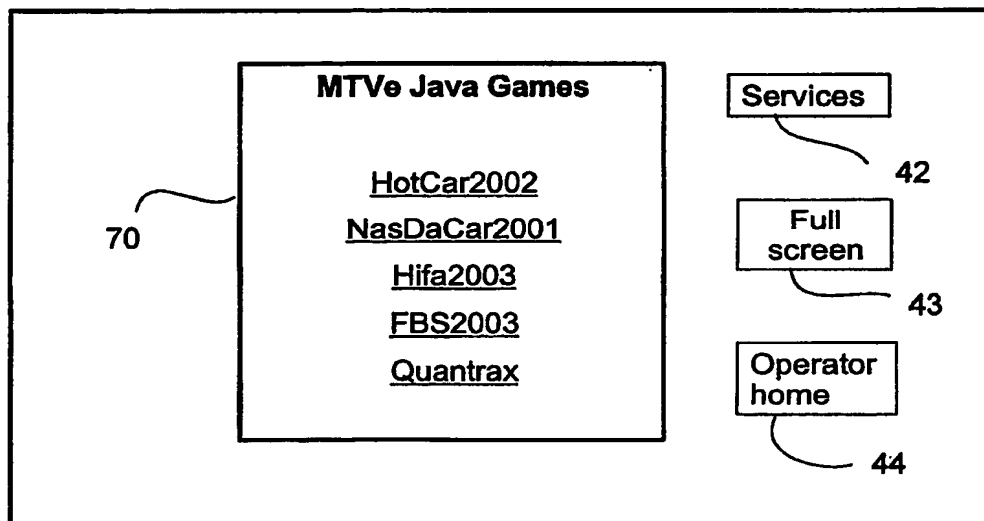 MTVe Java Games
HotCar2002
NasDaCar2001
Hifa2003
FBS2003
Quantrax
70
Services
42
Full
screen
43
Operator
home
44